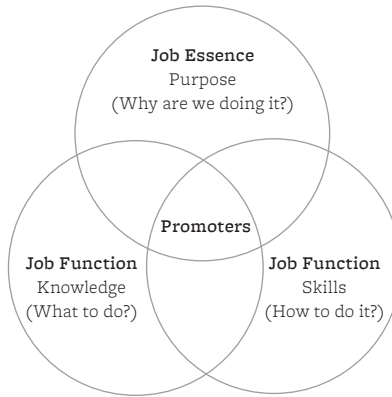 Job Essence
Purpose
(Why are we doing it?)
Promoters
Job Function
Knowledge
(What to do?)
Job Function
Skills
(How to do it?)